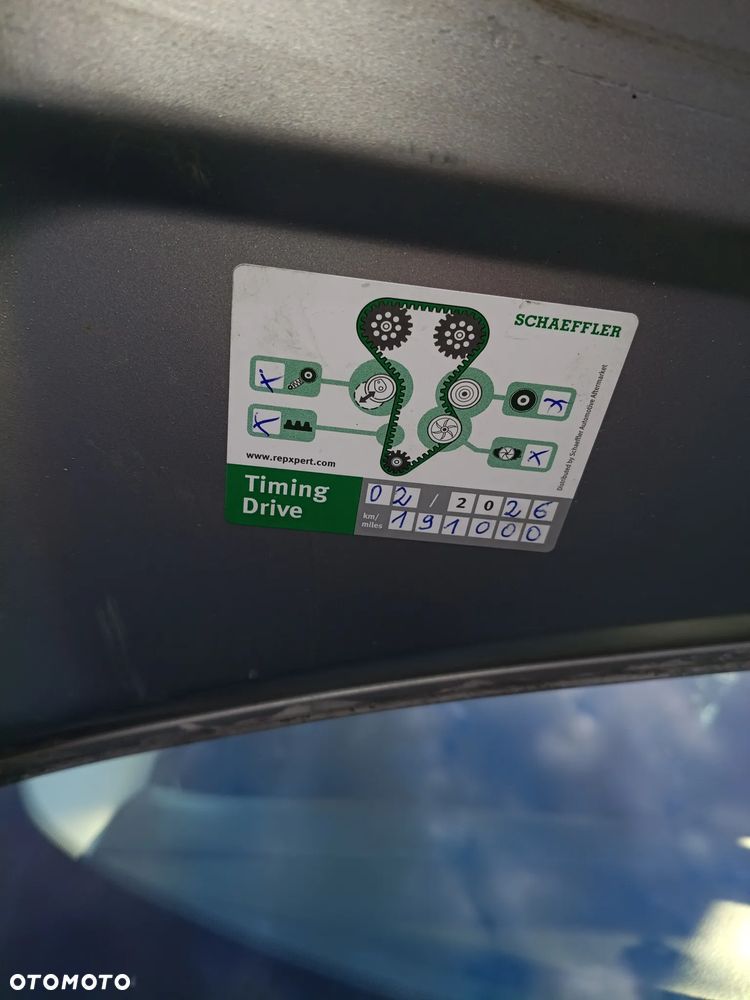 SCHAEFFLER
X
X
X
X
www.repxpert.com
Distributed by Schaeffler Automotive Aftermarket
Timing
Drive
02 / 2026
km/
miles
191000
OTOMOTO